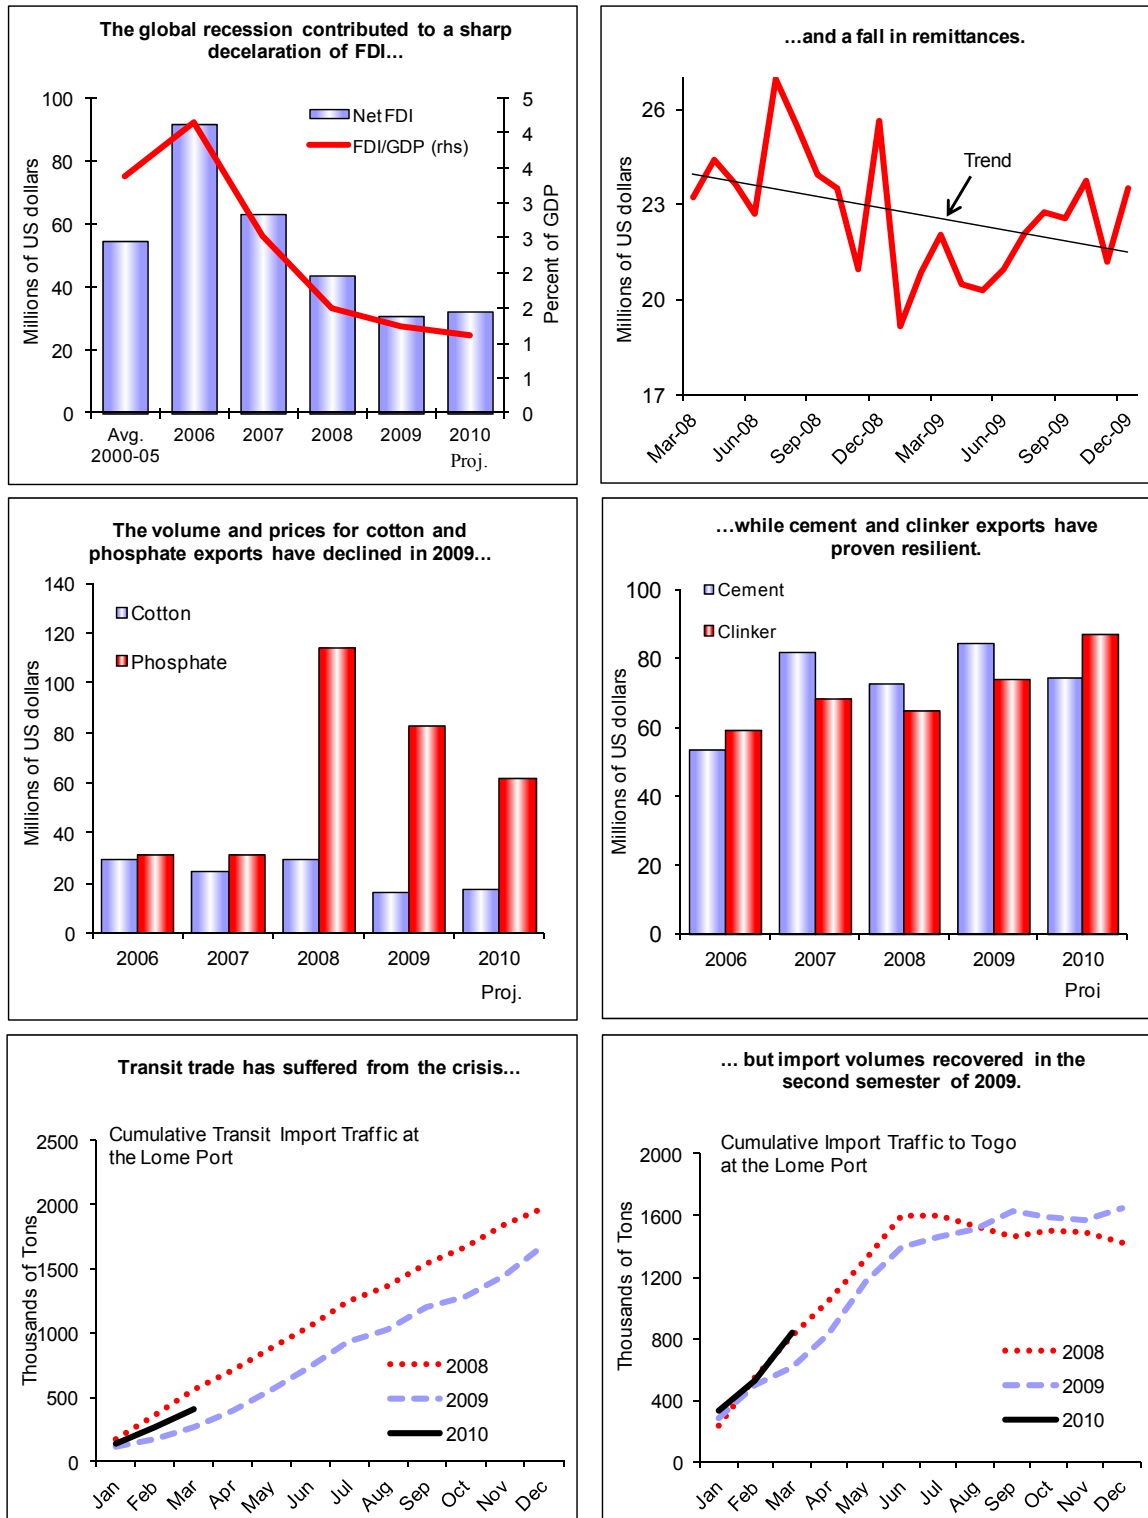 The global recession contributed to a sharp
decelaration of FDI...
Millions of US dollars
100
80
60
40
20
0
Net FDI
FDI/GDP (rhs)
5
4
4
3
3
2
2
1
1
0
Percent of GDP
Avg.
2000-05
2006
2007
2008
2009
2010
Proj.
...and a fall in remittances.
Millions of US dollars
26
23
20
17
Trend
Mar-08
Jun-08
Sep-08
Dec-08
Mar-09
Jun-09
Sep-09
Dec-09
The volume and prices for cotton and
phosphate exports have declined in 2009...
Millions of US dollars
140
120
100
80
60
40
20
0
Cotton
Phosphate
2006
2007
2008
2009
2010
Proj.
...while cement and clinker exports have
proven resilient.
Millions of US dollars
100
80
60
40
20
0
Cement
Clinker
2006
2007
2008
2009
2010
Proj
Transit trade has suffered from the crisis...
Cumulative Transit Import Traffic at
the Lome Port
Thousands of Tons
2500
2000
1500
1000
500
0
2008
2009
2010
Jan
Feb
Mar
Apr
May
Jun
Jul
Aug
Sep
Oct
Nov
Dec
... but import volumes recovered in the
second semester of 2009.
Cumulative Import Traffic to Togo
at the Lome Port
Thousands of Tons
2000
1600
1200
800
400
0
2008
2009
2010
Jan
Feb
Mar
Apr
May
Jun
Jul
Aug
Sep
Oct
Nov
Dec